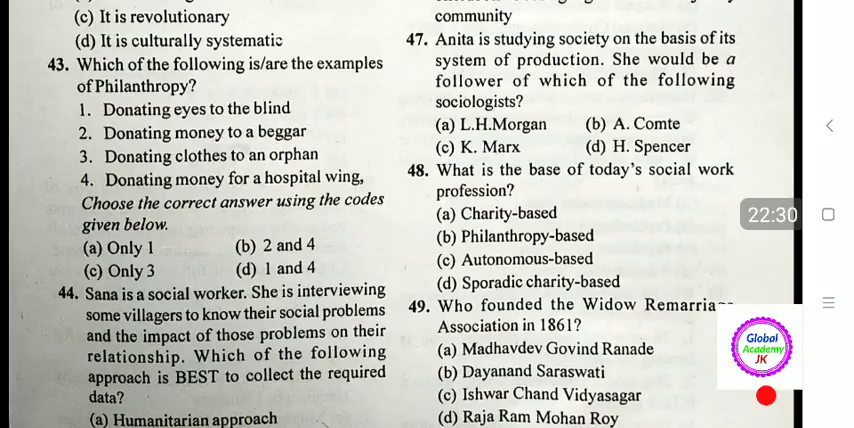 (c) It is revolutionary
(d) It is culturally systematic
43. Which of the following is/are the examples
of Philanthropy?
1. Donating eyes to the blind
2. Donating money to a beggar
3. Donating clothes to an orphan
4. Donating money for a hospital wing,
Choose the correct answer using the codes
given below.
(a) Only 1 (b) 2 and 4
(c) Only 3 (d) 1 and 4
44. Sana is a social worker. She is interviewing
some villagers to know their social problems
and the impact of those problems on their
relationship. Which of the following
approach is BEST to collect the required
data?
(a) Humanitarian approach
community
47. Anita is studying society on the basis of its
system of production. She would be a
follower of which of the following
sociologists?
(a) L.H.Morgan (b) A. Comte
(c) K. Marx (d) H. Spencer
48. What is the base of today's social work
profession?
(a) Charity-based
(b) Philanthropy-based
(c) Autonomous-based
(d) Sporadic charity-based
49. Who founded the Widow
Association in 1861?
(a) Madhavdev Govind Ranade
(b) Dayanand Saraswati
(c) Ishwar Chand Vidyasagar
(d) Raja Ram Mohan Roy
22:30
Global
Academy
JK